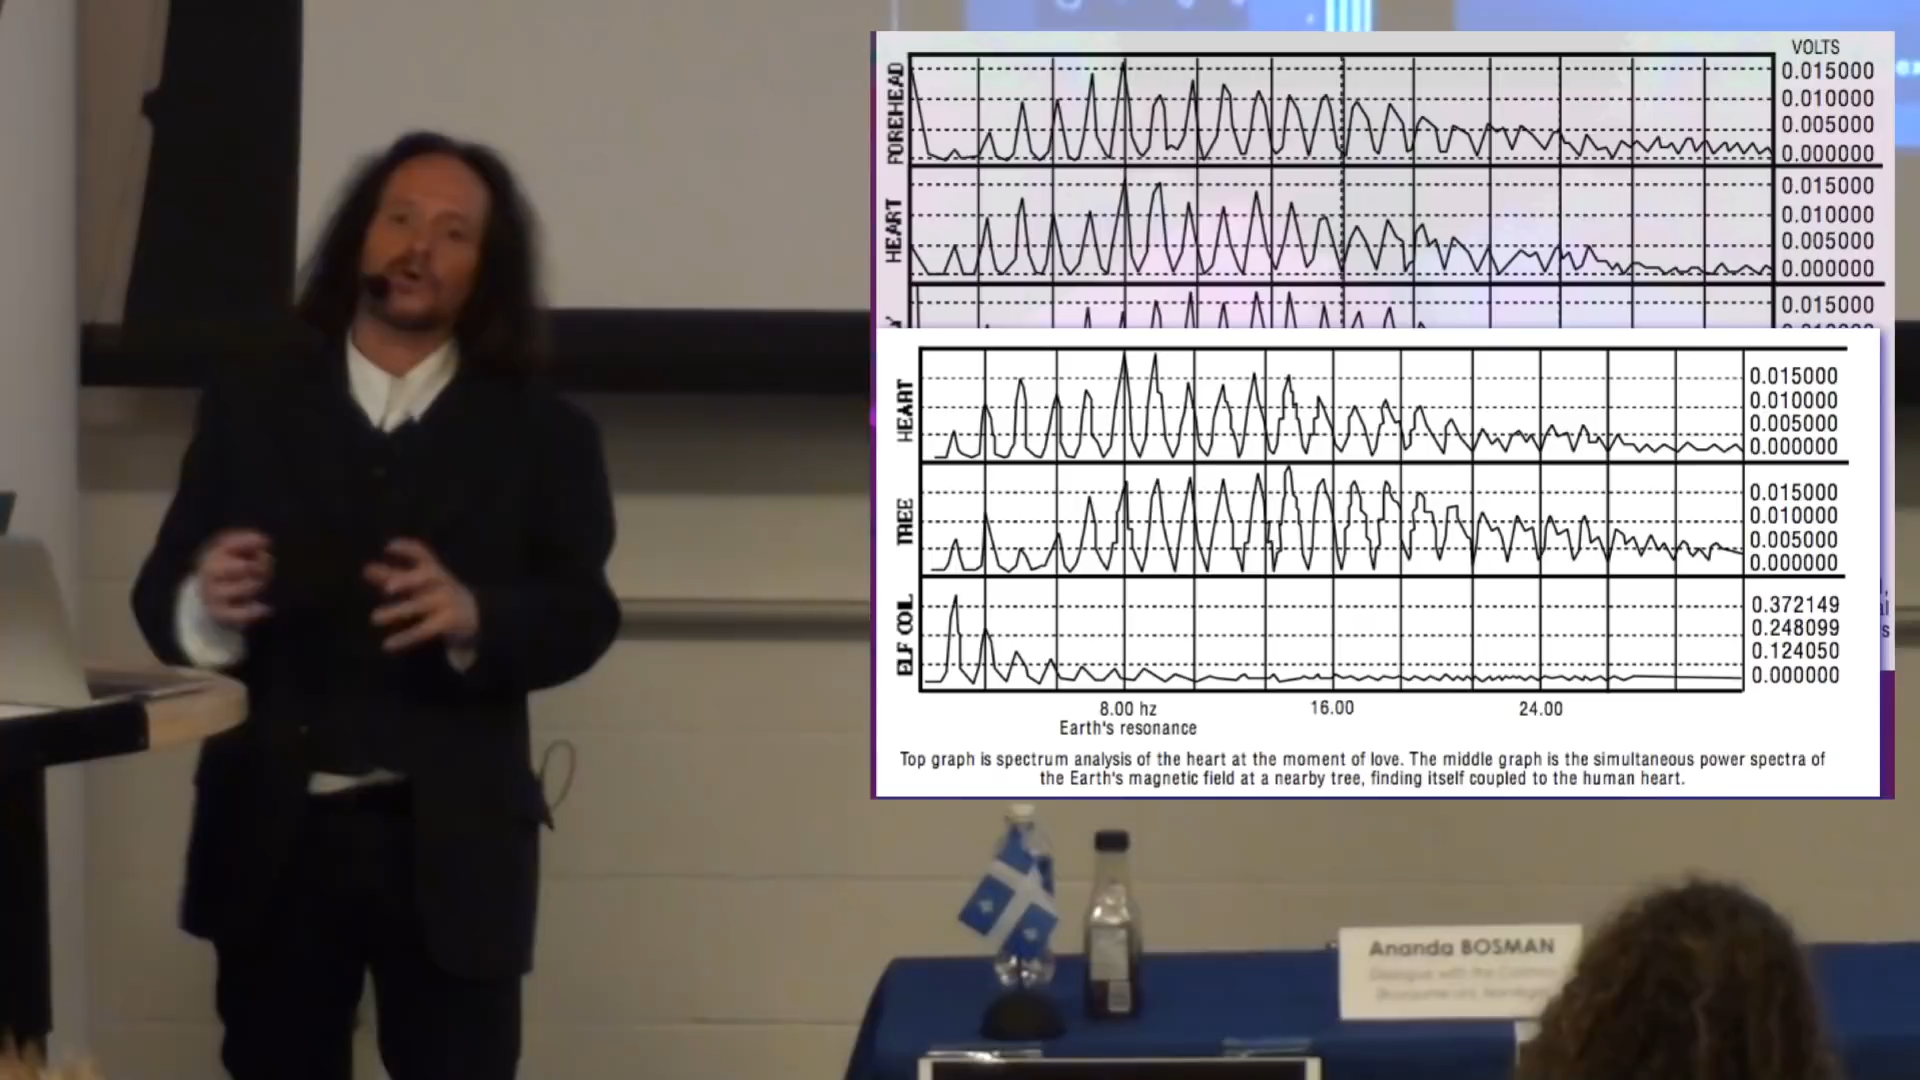 VOLTS
FOREHEAD
0.015000
0.010000
0.005000
0.000000
HEART
0.015000
0.010000
0.005000
0.000000
0.015000
HEART
0.015000
0.010000
0.005000
0.000000
TREE
0.015000
0.010000
0.005000
0.000000
ELF COIL
0.372149
0.248099
0.124050
0.000000
8.00 hz
16.00
24.00
Earth's resonance
Top graph is spectrum analysis of the heart at the moment of love. The middle graph is the simultaneous power spectra of
the Earth's magnetic field at a nearby tree, finding itself coupled to the human heart.
Ananda BOSMAN